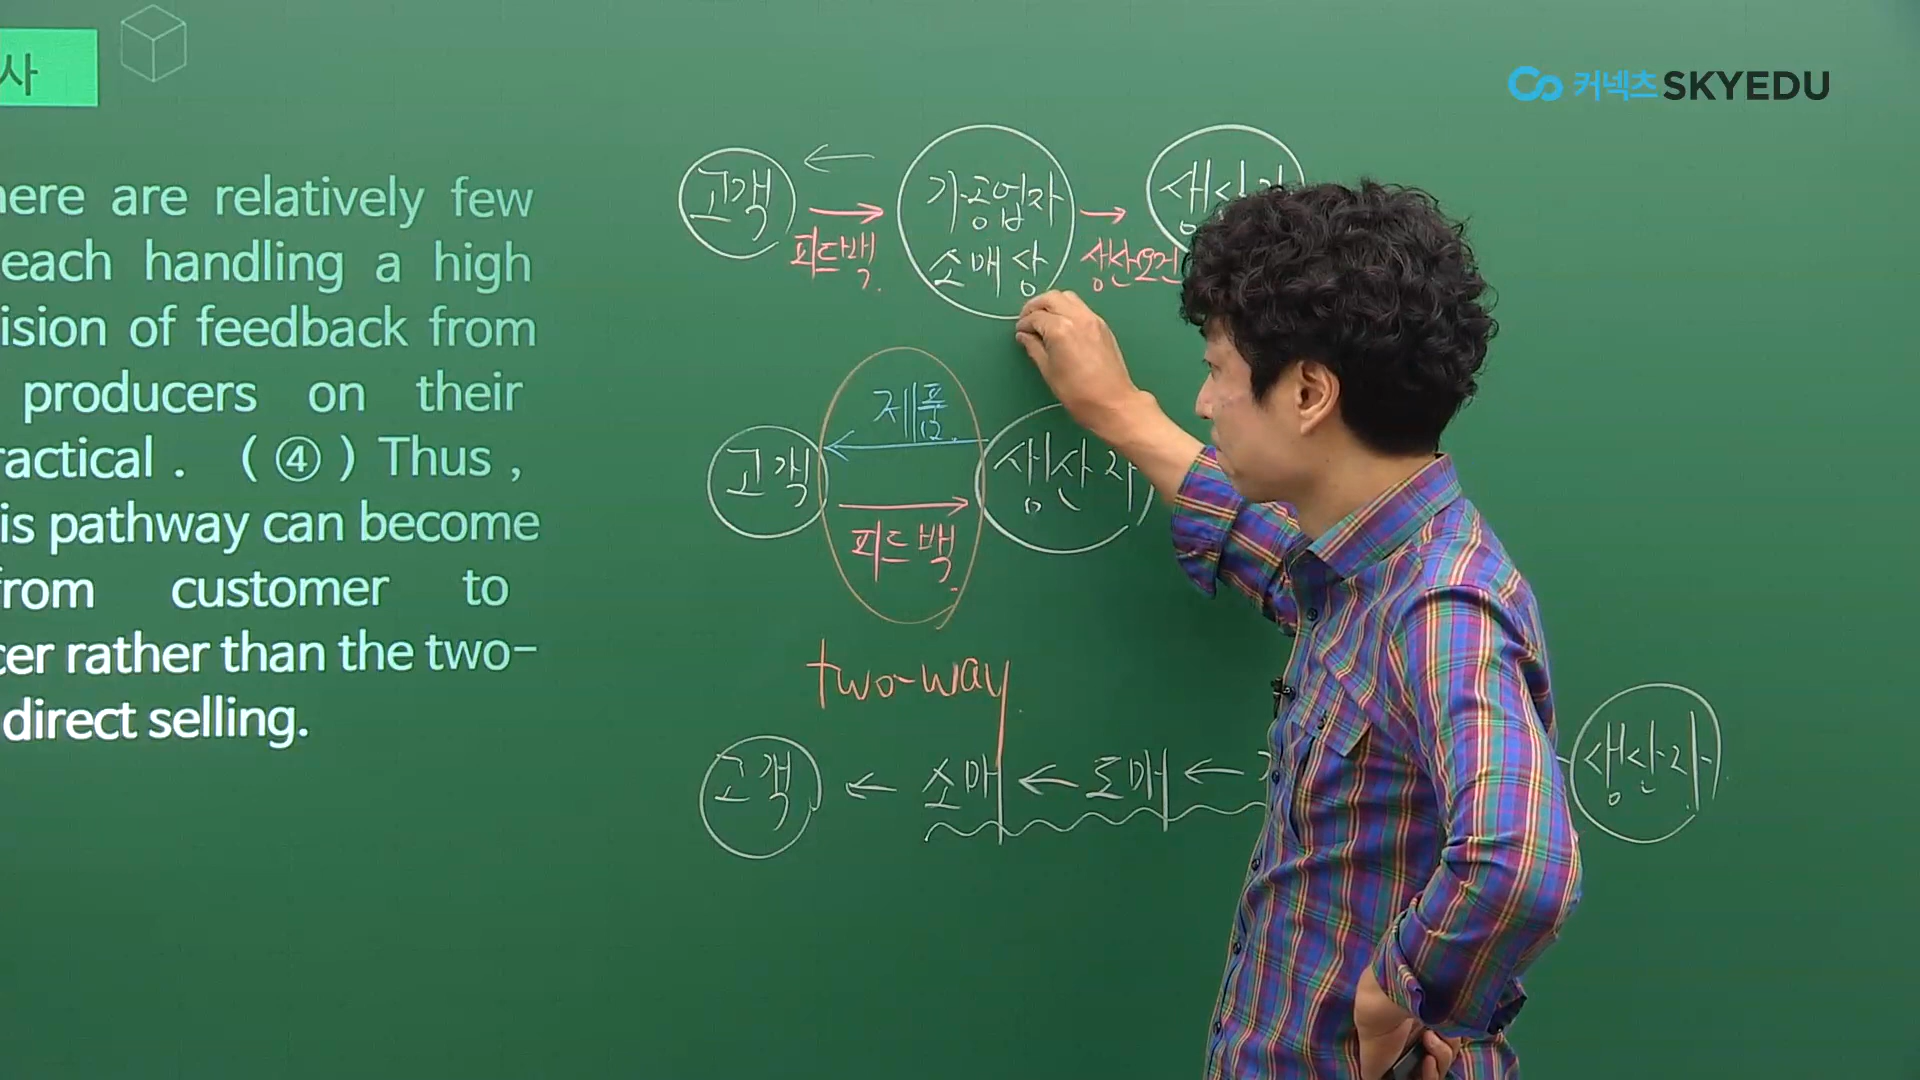 사
커넥츠 SKYEDU
here are relatively few
each handling a high
ision of feedback from
producers on their
ractical . ( ④ ) Thus ,
is pathway can become
from customer to
cer rather than the two-
direct selling.
고객
피드백
가공업자
소매상
생산
고객
제품
피드백
생산자
two-way
고객 ← 소매 ← 도매 ←
생산자